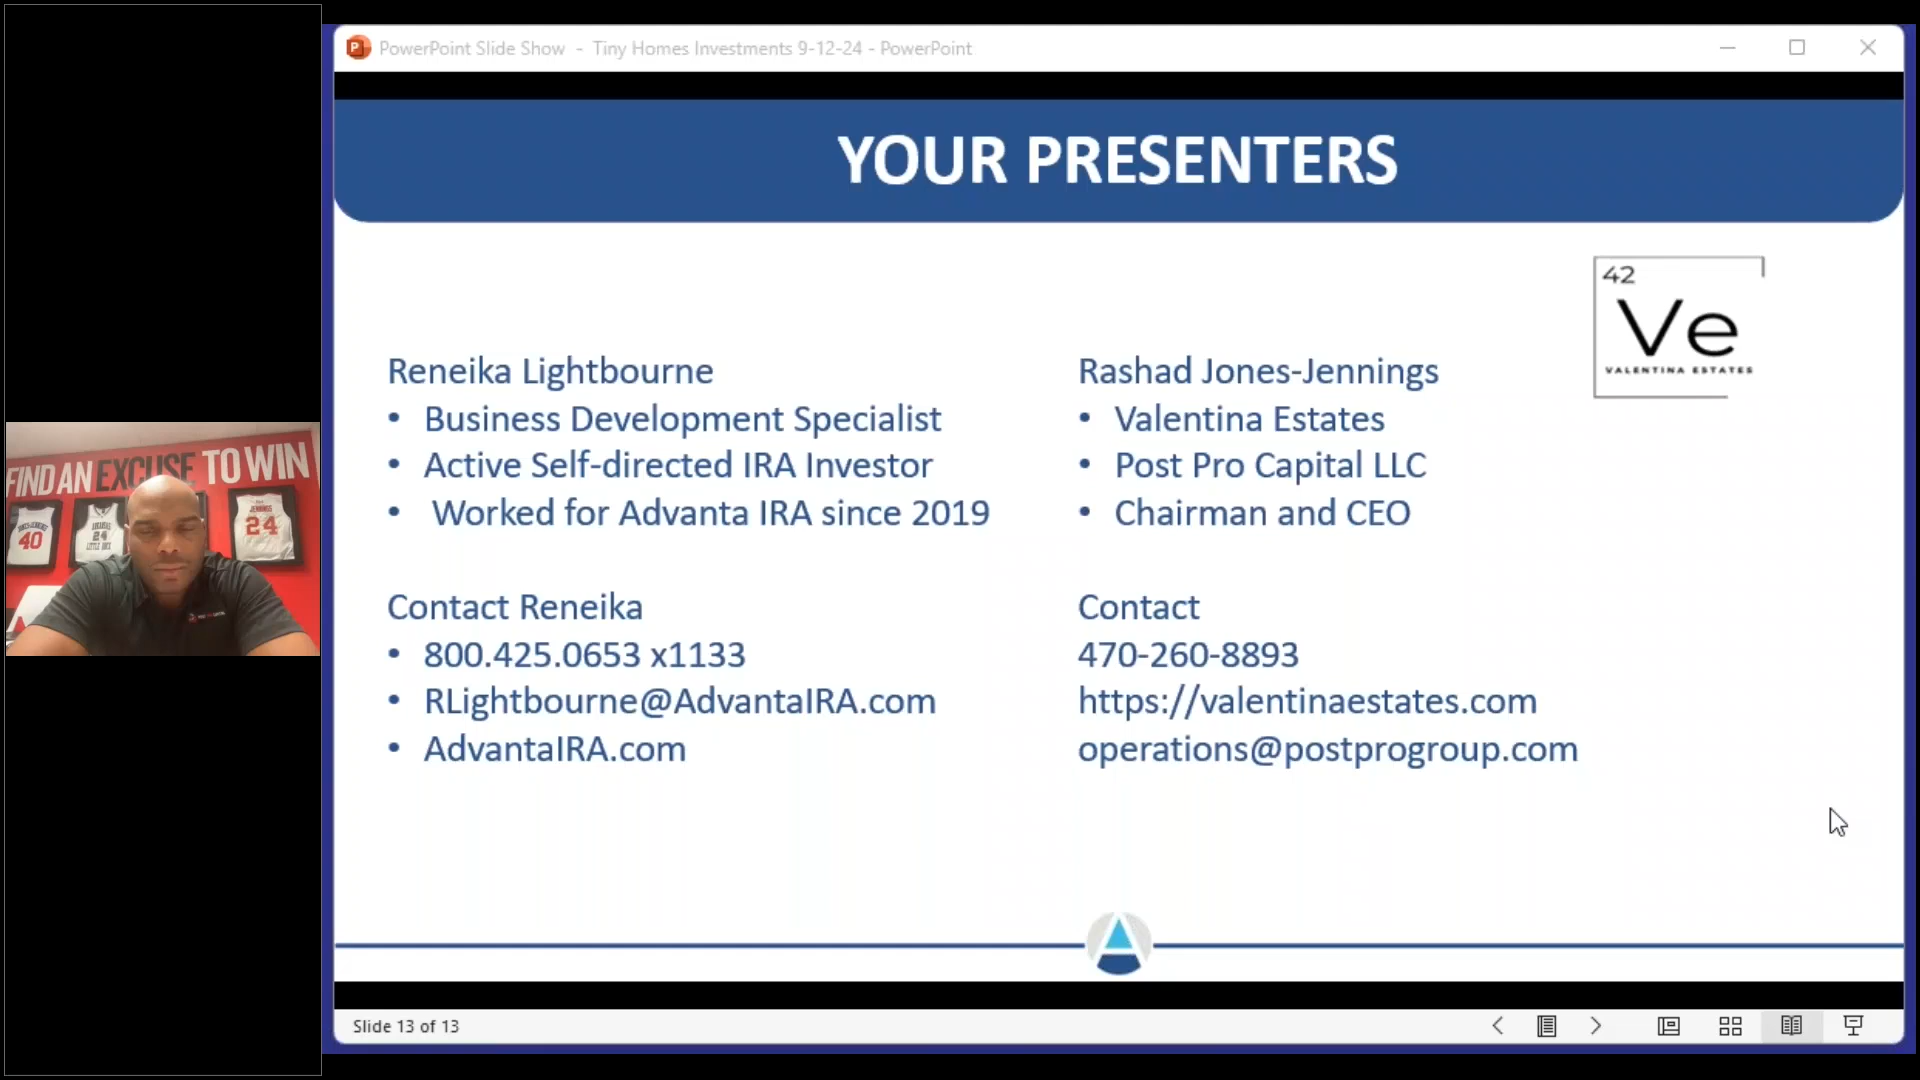 PowerPoint Slide Show - Tiny Homes Investments 9-12-24 - PowerPoint
YOUR PRESENTERS
42
Ve
VALENTINA ESTATES
Reneika Lightbourne
• Business Development Specialist
• Active Self-directed IRA Investor
• Worked for Advanta IRA since 2019
Contact Reneika
• 800.425.0653 x1133
• RLightbourne@AdvantaIRA.com
• AdvantaIRA.com
Rashad Jones-Jennings
• Valentina Estates
• Post Pro Capital LLC
• Chairman and CEO
Contact
470-260-8893
https://valentinaestates.com
operations@postprogroup.com
FIND AN EXCUSE TO WIN
40
24
LITTLE ROCK
JENNINGS
24
Slide 13 of 13